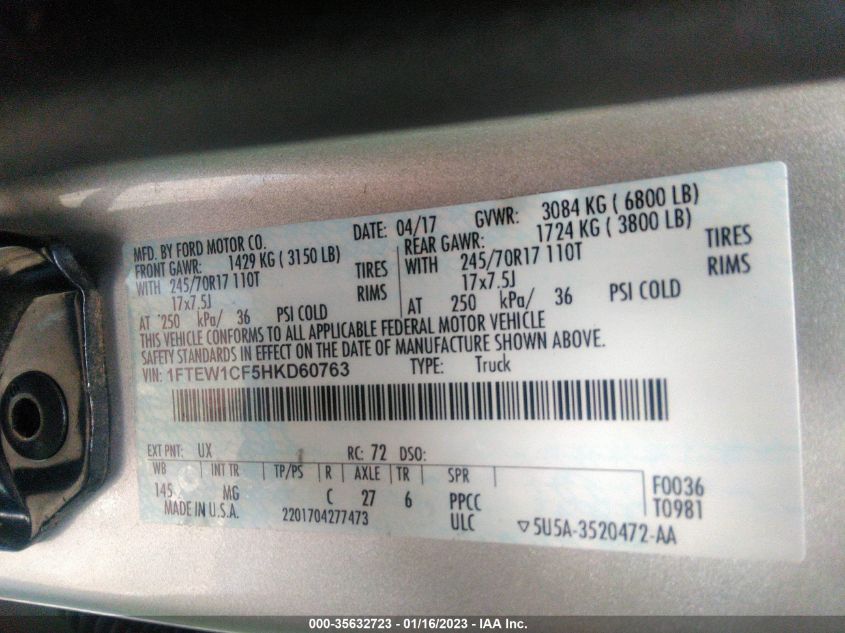 MFD. BY FORD MOTOR CO.
DATE: 04/17 GVWR: 3084 KG ( 6800 LB)
FRONT GAWR: 1429 KG ( 3150 LB) REAR GAWR: 1724 KG ( 3800 LB)
WITH 245/70R17 110T TIRES WITH 245/70R17 110T TIRES
17x7.5J RIMS 17x7.5J RIMS
AT 250 kPa/ 36 PSI COLD AT 250 kPa/ 36 PSI COLD
THIS VEHICLE CONFORMS TO ALL APPLICABLE FEDERAL MOTOR VEHICLE
SAFETY STANDARDS IN EFFECT ON THE DATE OF MANUFACTURE SHOWN ABOVE.
VIN: 1FTEW1CF5HKD60763 TYPE: Truck
EXT PNT: UX RC: 72 DSO:
WB INT TR TP/PS R AXLE TR SPR
145 MG C 27 6 PPCC F0036
MADE IN U.S.A. 2201704277473 ULC T0981
▽5U5A-3520472-AA
000-35632723 - 01/16/2023 - IAA Inc.